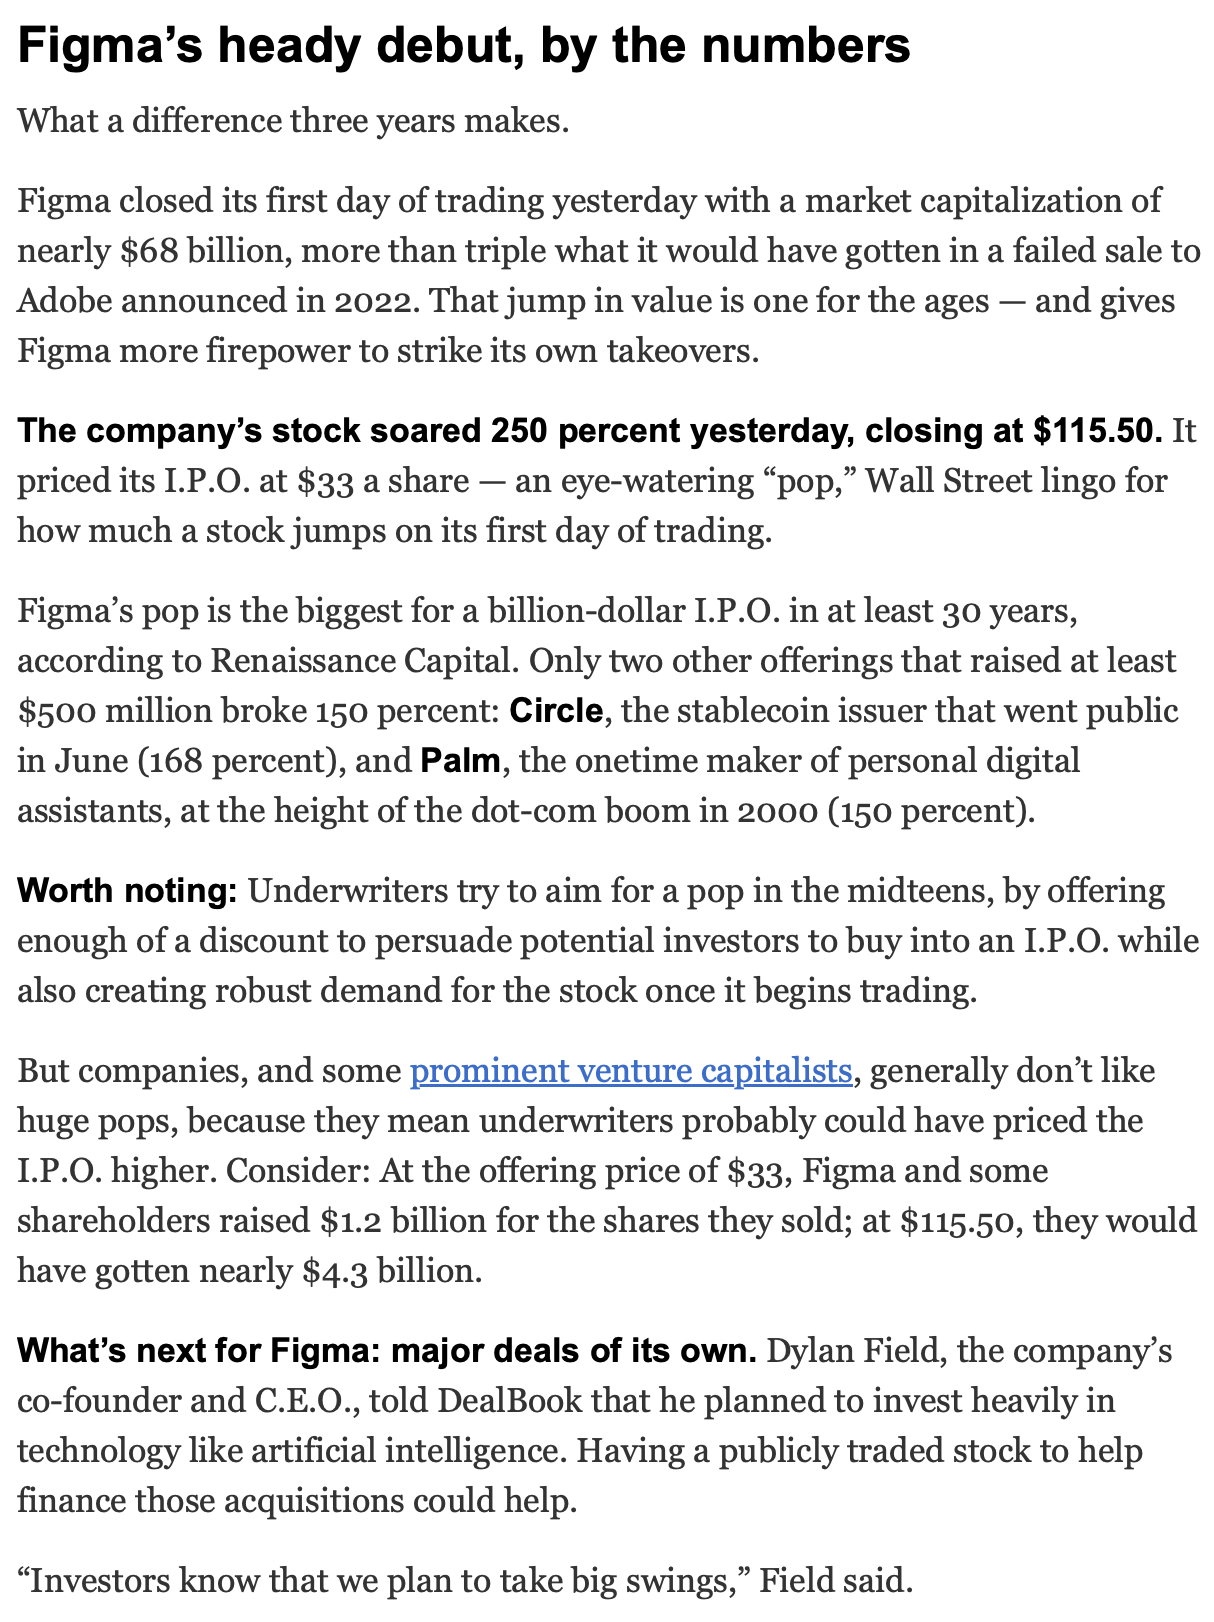 Figma’s heady debut, by the numbers
What a difference three years makes.
Figma closed its first day of trading yesterday with a market capitalization of
nearly $68 billion, more than triple what it would have gotten in a failed sale to
Adobe announced in 2022. That jump in value is one for the ages — and gives
Figma more firepower to strike its own takeovers.
The company’s stock soared 250 percent yesterday, closing at $115.50. It
priced its I.P.O. at $33 a share — an eye-watering “pop,” Wall Street lingo for
how much a stock jumps on its first day of trading.
Figma’s pop is the biggest for a billion-dollar I.P.O. in at least 30 years,
according to Renaissance Capital. Only two other offerings that raised at least
$500 million broke 150 percent: Circle, the stablecoin issuer that went public
in June (168 percent), and Palm, the onetime maker of personal digital
assistants, at the height of the dot-com boom in 2000 (150 percent).
Worth noting: Underwriters try to aim for a pop in the midteens, by offering
enough of a discount to persuade potential investors to buy into an I.P.O. while
also creating robust demand for the stock once it begins trading.
But companies, and some prominent venture capitalists, generally don’t like
huge pops, because they mean underwriters probably could have priced the
I.P.O. higher. Consider: At the offering price of $33, Figma and some
shareholders raised $1.2 billion for the shares they sold; at $115.50, they would
have gotten nearly $4.3 billion.
What’s next for Figma: major deals of its own. Dylan Field, the company’s
co-founder and C.E.O., told DealBook that he planned to invest heavily in
technology like artificial intelligence. Having a publicly traded stock to help
finance those acquisitions could help.
“Investors know that we plan to take big swings,” Field said.